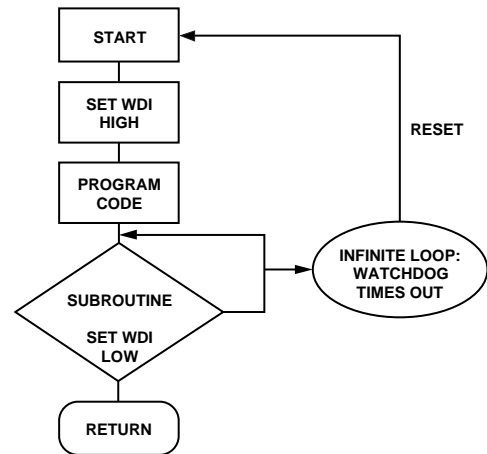 START
SET WDI
HIGH
PROGRAM
CODE
SUBROUTINE
SET WDI
LOW
RETURN
RESET
INFINITE LOOP:
WATCHDOG
TIMES OUT